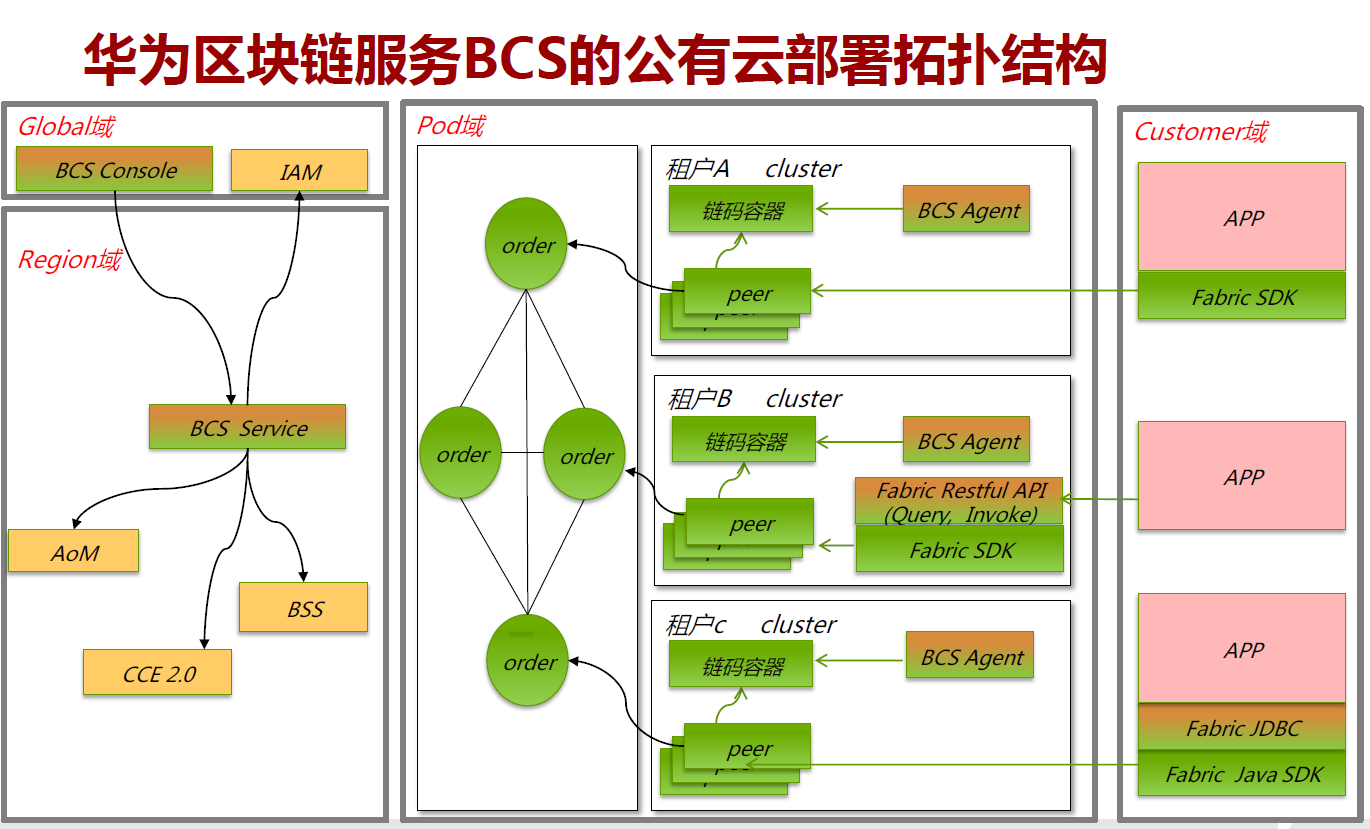 华为区块链服务BCS的公有云部署拓扑结构
Global域
BCS Console
IAM
Region域
BCS Service
AoM
BSS
CCE 2.0
Pod域
order
order
order
order
租户A cluster
链码容器
BCS Agent
peer
peer
租户B cluster
链码容器
BCS Agent
Fabric Restful API
(Query, Invoke)
peer
Fabric SDK
租户c cluster
链码容器
BCS Agent
peer
peer
Customer域
APP
Fabric SDK
APP
APP
Fabric JDBC
Fabric Java SDK